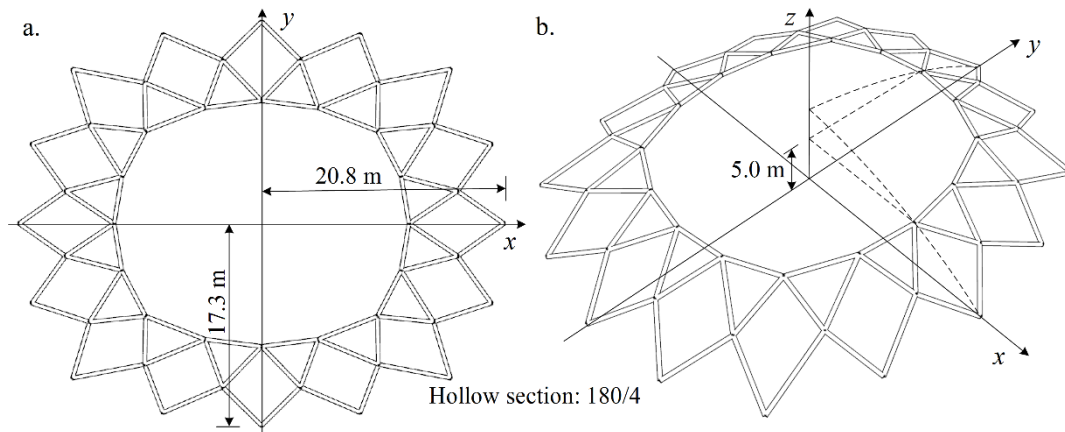 a.
y
20.8 m
x
17.3 m
Hollow section: 180/4
b.
z
y
5.0 m
x